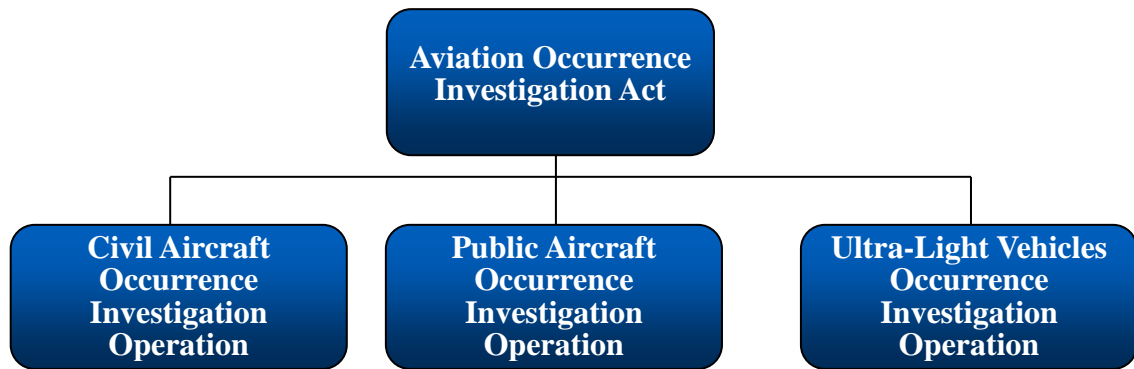 Aviation Occurrence
Investigation Act
Civil Aircraft
Occurrence
Investigation
Operation
Public Aircraft
Occurrence
Investigation
Operation
Ultra-Light Vehicles
Occurrence
Investigation
Operation